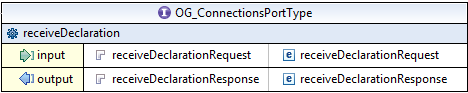 OG_ConnectionsPortType
receiveDeclaration
input receiveDeclarationRequest receiveDeclarationRequest
output receiveDeclarationResponse receiveDeclarationResponse